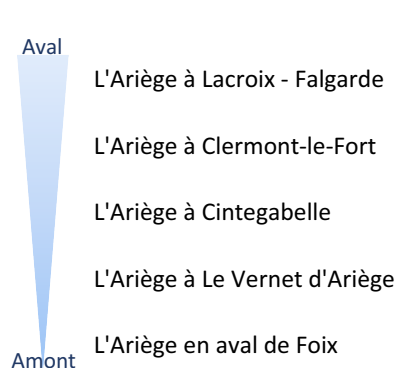 Aval
L'Ariège à Lacroix - Falgarde
L'Ariège à Clermont-le-Fort
L'Ariège à Cintegabelle
L'Ariège à Le Vernet d'Ariège
L'Ariège en aval de Foix
Amont